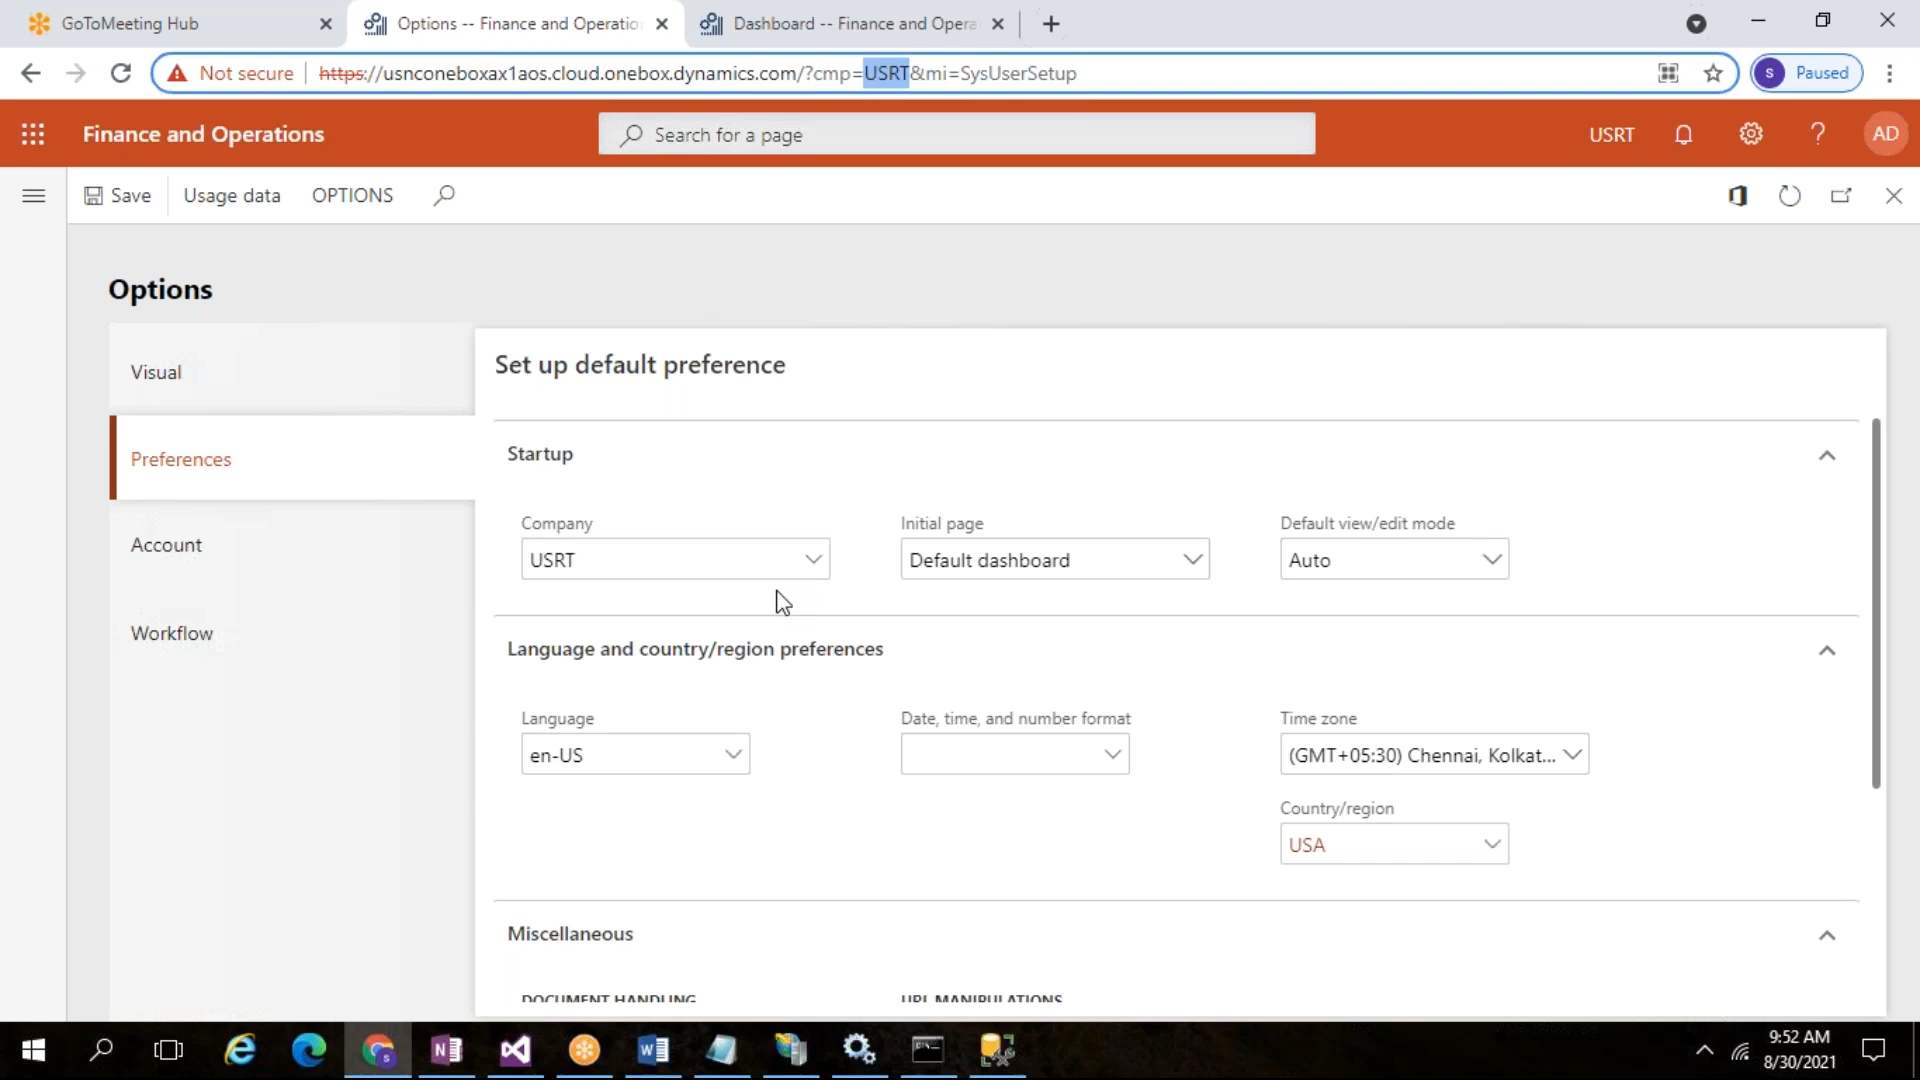 GoToMeeting Hub
Options -- Finance and Operatio
Dashboard -- Finance and Opera
Not secure https://usnconeboxax1aos.cloud.onebox.dynamics.com/?cmp=USRT&mi=SysUserSetup
S Paused
Finance and Operations
Search for a page
USRT
AD
Save
Usage data
OPTIONS
Options
Visual
Preferences
Account
Workflow
Set up default preference
Startup
Company
Initial page
Default view/edit mode
USRT
Default dashboard
Auto
Language and country/region preferences
Language
Date, time, and number format
Time zone
en-US
(GMT+05:30) Chennai, Kolkat...
Country/region
USA
Miscellaneous
DOCUMENT HANDLING
URL MANIPULATIONS
9:52 AM
8/30/2021